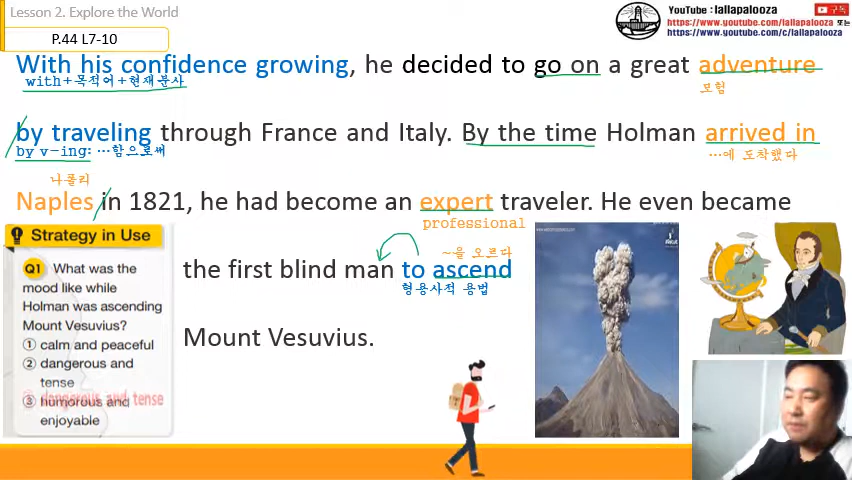 Lesson 2. Explore the World
P.44 L7-10
YouTube : lallapalooza
구독
https://www.youtube.com/lallapalooza 또는
https://www.youtube.com/c/lallapalooza
With his confidence growing, he decided to go on a great adventure
with+목적어+현재분사
모험
by traveling through France and Italy. By the time Holman arrived in
by v-ing: …함으로써
…에 도착했다
나폴리
Naples in 1821, he had become an expert traveler. He even became
professional
Strategy in Use
~을 오르다
the first blind man to ascend
형용사적 용법
Mount Vesuvius.
Q1 What was the
mood like while
Holman was ascending
Mount Vesuvius?
① calm and peaceful
② dangerous and
tense
③ humorous and
enjoyable
② dangerous and tense